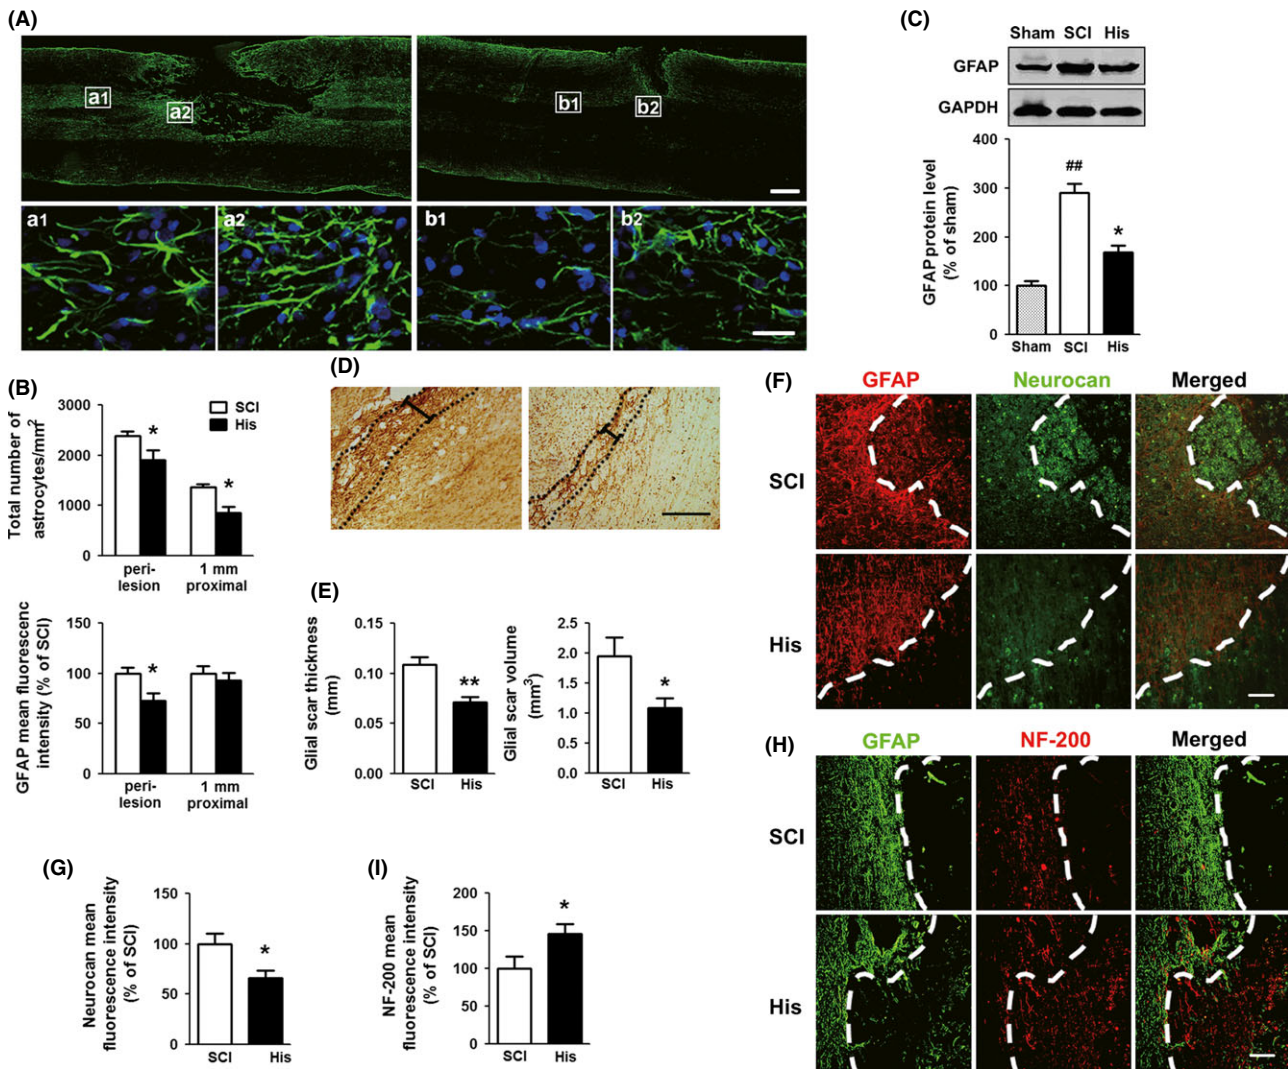 (A)
a1
a2
b1
b2
a1
a2
b1
b2
(B)
Total number of
astrocytes/mm²
3000
2000
1000
0
SCI
His
*
*
peri-
lesion
1 mm
proximal
GFAP mean fluorescenc
intensity (% of SCI)
150
100
50
0
*
peri-
lesion
1 mm
proximal
(C)
Sham SCI His
GFAP
GAPDH
GFAP protein level
(% of sham)
400
300
200
100
0
##
*
Sham
SCI
His
(D)
(E)
Glial scar thickness
(mm)
0.15
0.10
0.05
0.00
**
SCI
His
Glial scar volume
(mm³)
2.5
2.0
1.5
1.0
0.5
0.0
*
SCI
His
(F)
GFAP
Neurocan
Merged
SCI
His
(G)
Neurocan mean
fluorescence intensity
(% of SCI)
150
100
50
0
*
SCI
His
(I)
NF-200 mean
fluorescence intensity
(% of SCI)
200
150
100
50
0
*
SCI
His
(H)
GFAP
NF-200
Merged
SCI
His